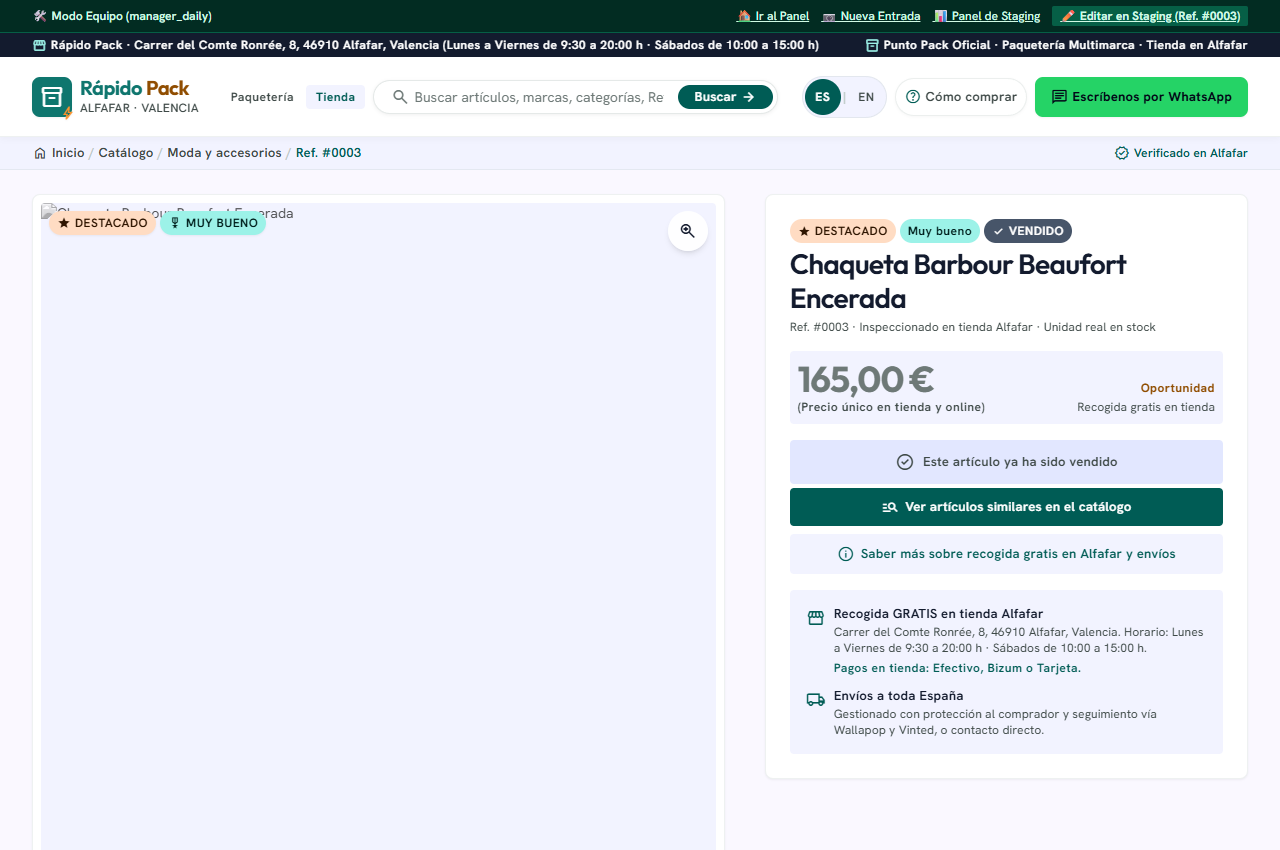 🛠️ Modo Equipo (manager_daily)
🏠 Ir al Panel
📷 Nueva Entrada
📊 Panel de Staging
✏️ Editar en Staging (Ref. #0003)
Rápido Pack · Carrer del Comte Ronrée, 8, 46910 Alfafar, Valencia (Lunes a Viernes de 9:30 a 20:00 h · Sábados de 10:00 a 15:00 h)
Punto Pack Oficial · Paquetería Multimarca · Tienda en Alfafar
Rápido Pack
ALFAFAR · VALENCIA
Paquetería
Tienda
Buscar artículos, marcas, categorías, Re
Buscar →
ES | EN
Cómo comprar
Escríbenos por WhatsApp
Inicio / Catálogo / Moda y accesorios / Ref. #0003
Verificado en Alfafar
Chaqueta Barbour Beaufort Encerada
★ DESTACADO
MUY BUENO
★ DESTACADO
Muy bueno
✓ VENDIDO
Chaqueta Barbour Beaufort
Encerada
Ref. #0003 · Inspeccionado en tienda Alfafar · Unidad real en stock
165,00 €
(Precio único en tienda y online)
Oportunidad
Recogida gratis en tienda
Este artículo ya ha sido vendido
Ver artículos similares en el catálogo
Saber más sobre recogida gratis en Alfafar y envíos
Recogida GRATIS en tienda Alfafar
Carrer del Comte Ronrée, 8, 46910 Alfafar, Valencia. Horario: Lunes
a Viernes de 9:30 a 20:00 h · Sábados de 10:00 a 15:00 h.
Pagos en tienda: Efectivo, Bizum o Tarjeta.
Envíos a toda España
Gestionado con protección al comprador y seguimiento vía
Wallapop y Vinted, o contacto directo.